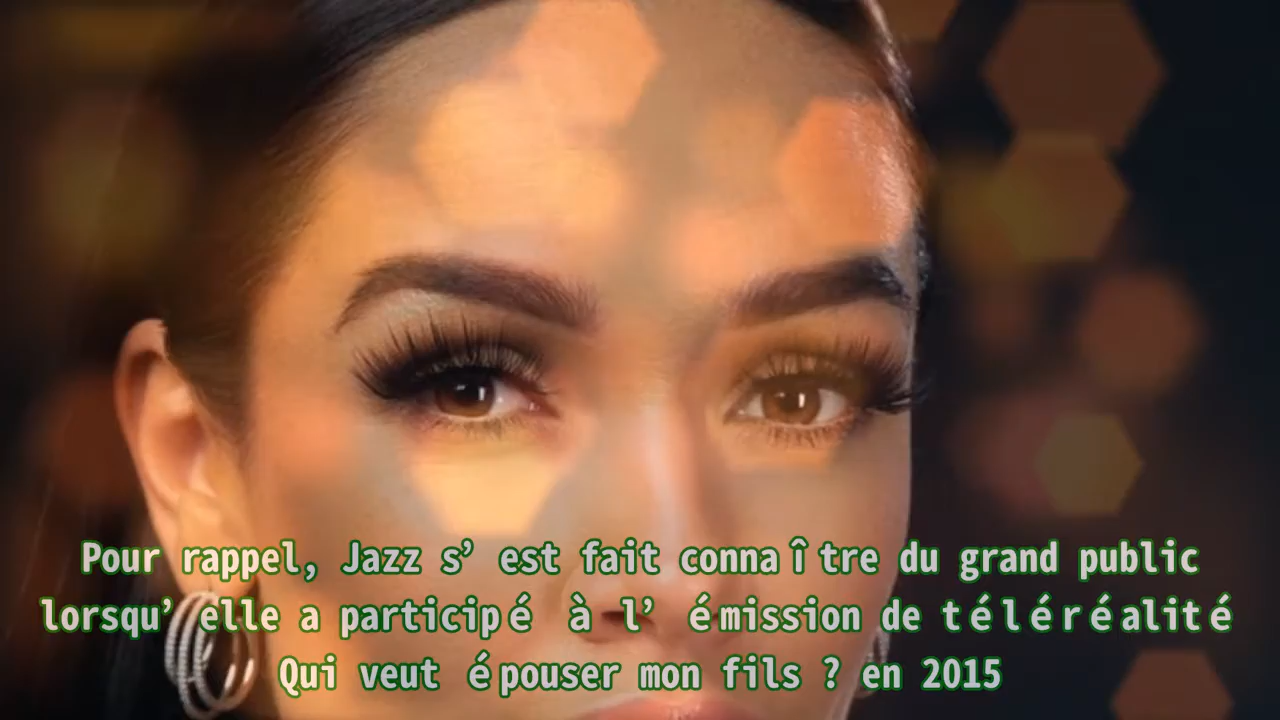 Pour rappel, Jazz s’ est fait connaître du grand public
lorsqu’ elle a participé à l’ émission de téléréalité
Qui veut épouser mon fils ? en 2015